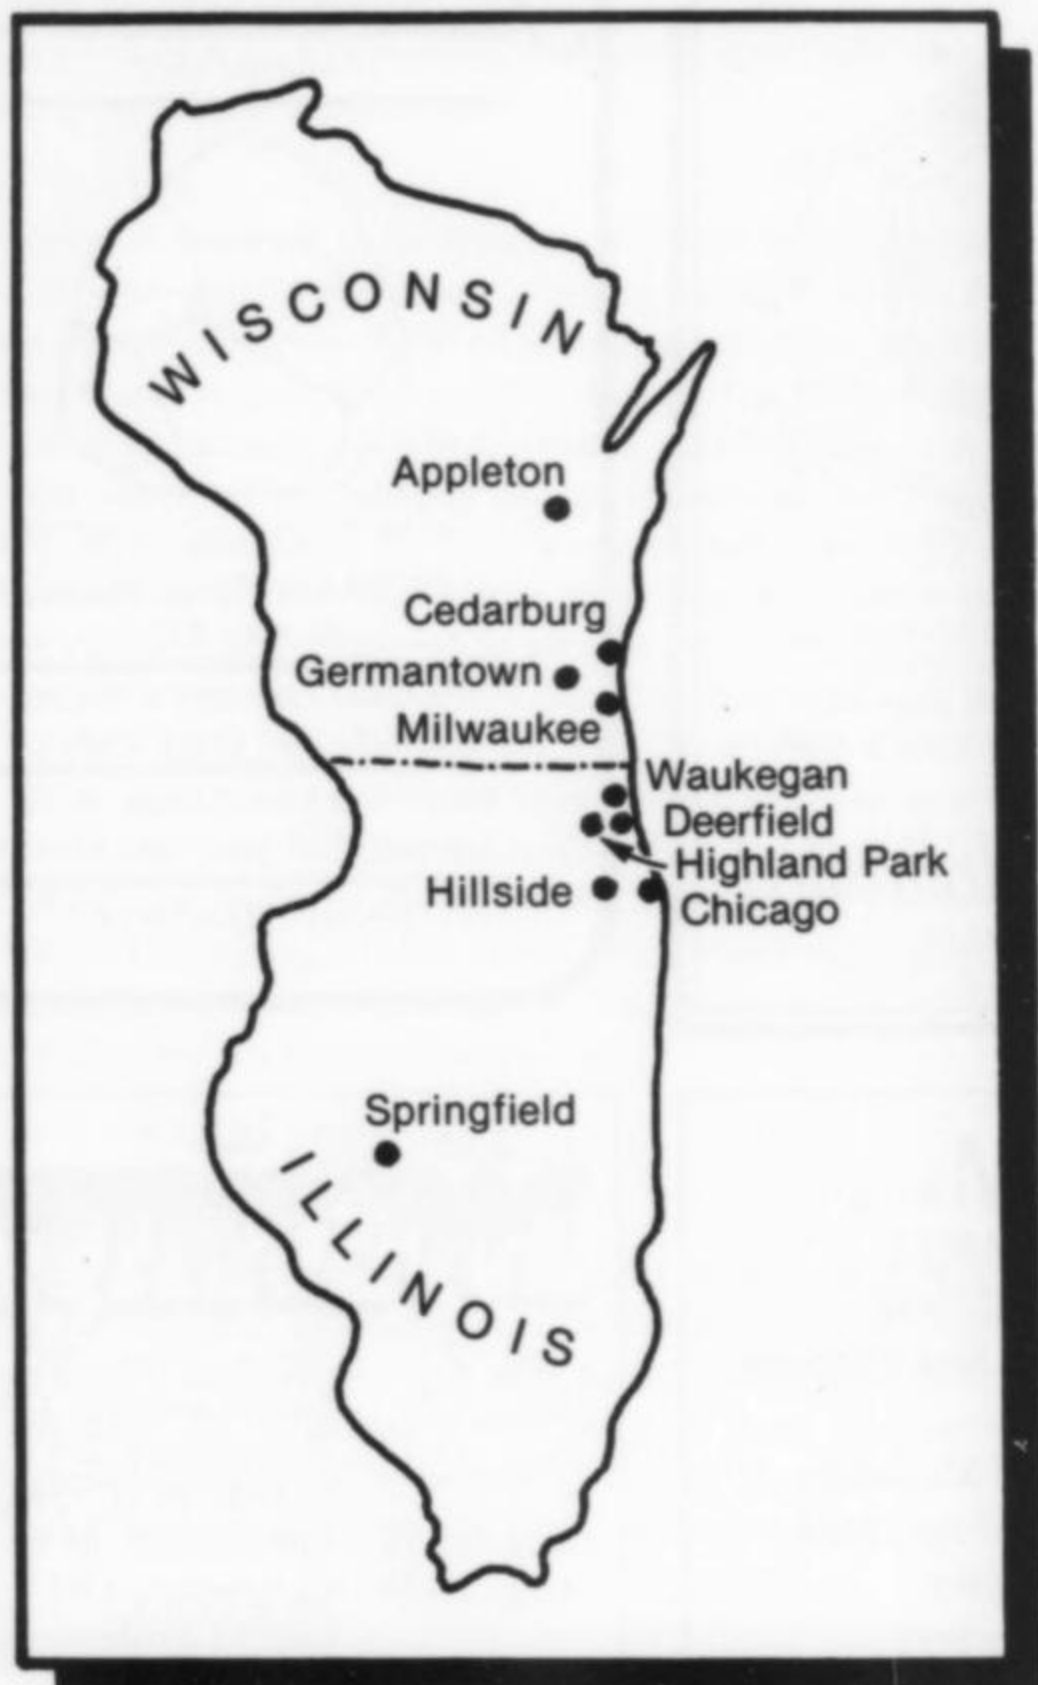 WISCONSIN
Appleton
Cedarburg
Germantown
Milwaukee
Waukegan
Deerfield
Highland Park
Hillside
Chicago
Springfield
ILLINOIS